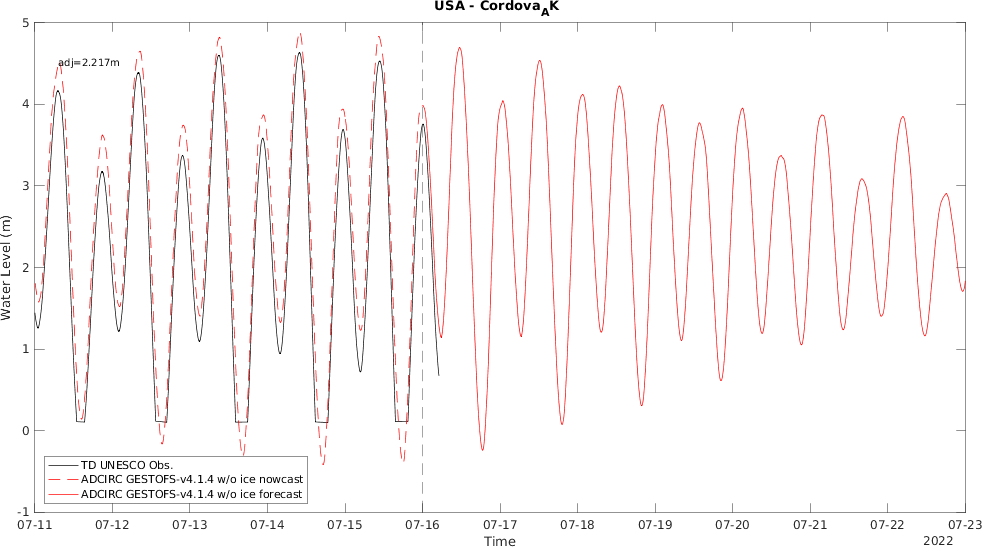 USA - Cordova_AK
adj=2.217m
5
4
3
2
1
0
-1
Water Level (m)
TD UNESCO Obs.
ADCIRC GESTOFS-v4.1.4 w/o ice nowcast
ADCIRC GESTOFS-v4.1.4 w/o ice forecast
07-11 07-12 07-13 07-14 07-15 07-16 07-17 07-18 07-19 07-20 07-21 07-22 07-23
Time
2022